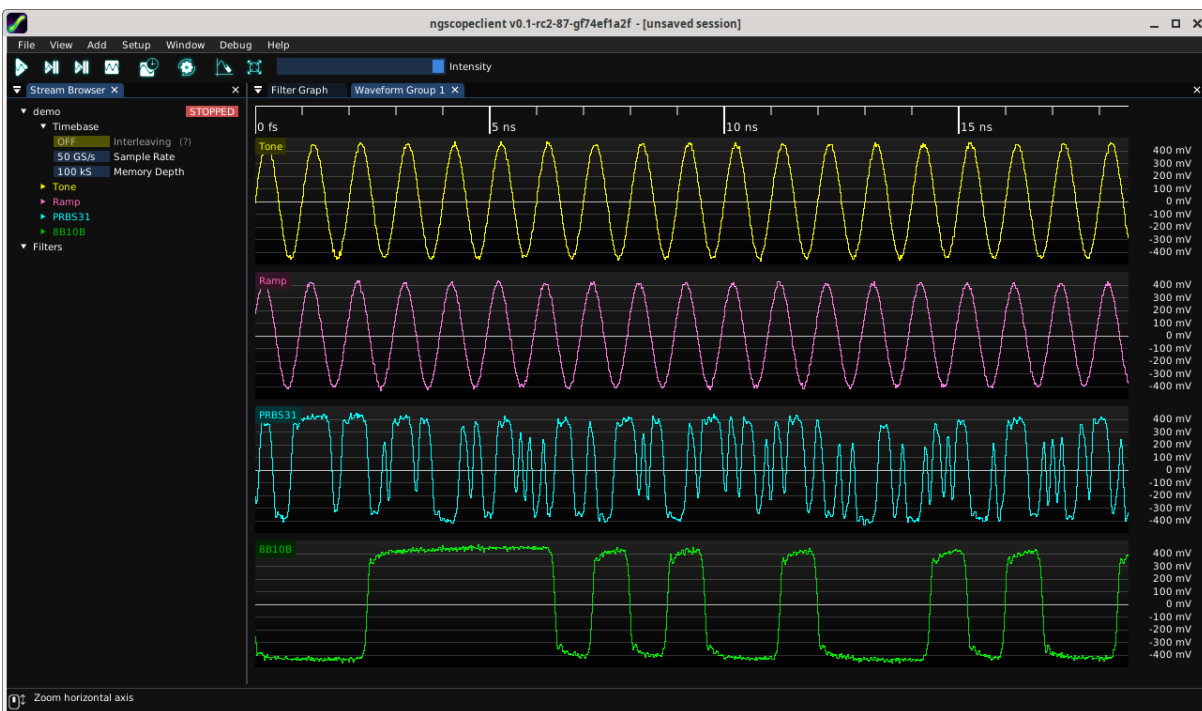 ngscopeclient v0.1-rc2-87-gf74ef1a2f - [unsaved session]
File View Add Setup Window Debug Help
Intensity
Stream Browser
demo STOPPED
Timebase
OFF Interleaving (?)
50 GS/s Sample Rate
100 kS Memory Depth
Tone
Ramp
PRBS31
8B10B
Filters
Filter Graph Waveform Group 1
0 fs 5 ns 10 ns 15 ns
Tone
400 mV
300 mV
200 mV
100 mV
0 mV
-100 mV
-200 mV
-300 mV
-400 mV
Ramp
400 mV
300 mV
200 mV
100 mV
0 mV
-100 mV
-200 mV
-300 mV
-400 mV
PRBS31
400 mV
300 mV
200 mV
100 mV
0 mV
-100 mV
-200 mV
-300 mV
-400 mV
8B10B
400 mV
300 mV
200 mV
100 mV
0 mV
-100 mV
-200 mV
-300 mV
-400 mV
Zoom horizontal axis